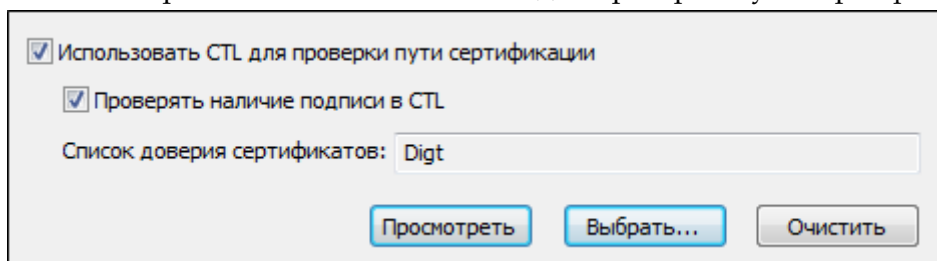 Использовать CTL для проверки пути сертификации
Проверять наличие подписи в CTL
Список доверия сертификатов: Digt
Просмотреть Выбрать... Очистить